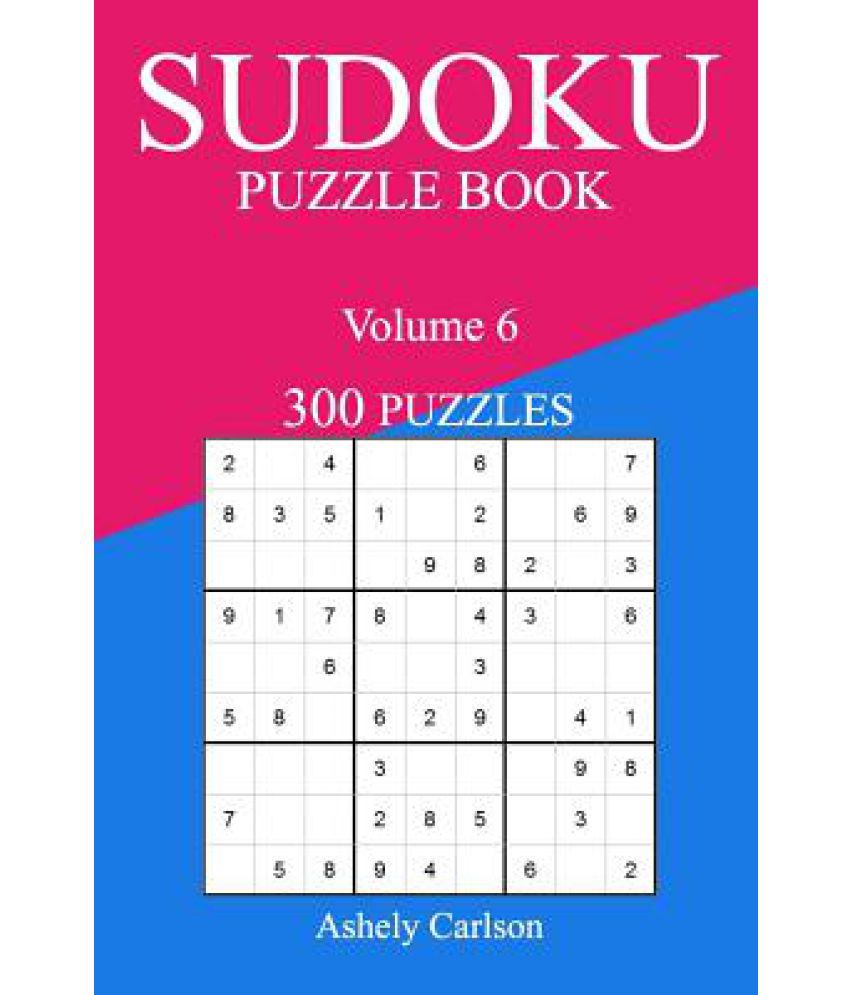 SUDOKU
PUZZLE BOOK
Volume 6
300 PUZZLES
2 4 6 7
8 3 5 1 2 6 9
9 8 2 3
9 1 7 8 4 3 6
6 3
5 8 6 2 9 4 1
3 9 8
7 2 8 5 3
5 8 9 4 6 2
Ashely Carlson